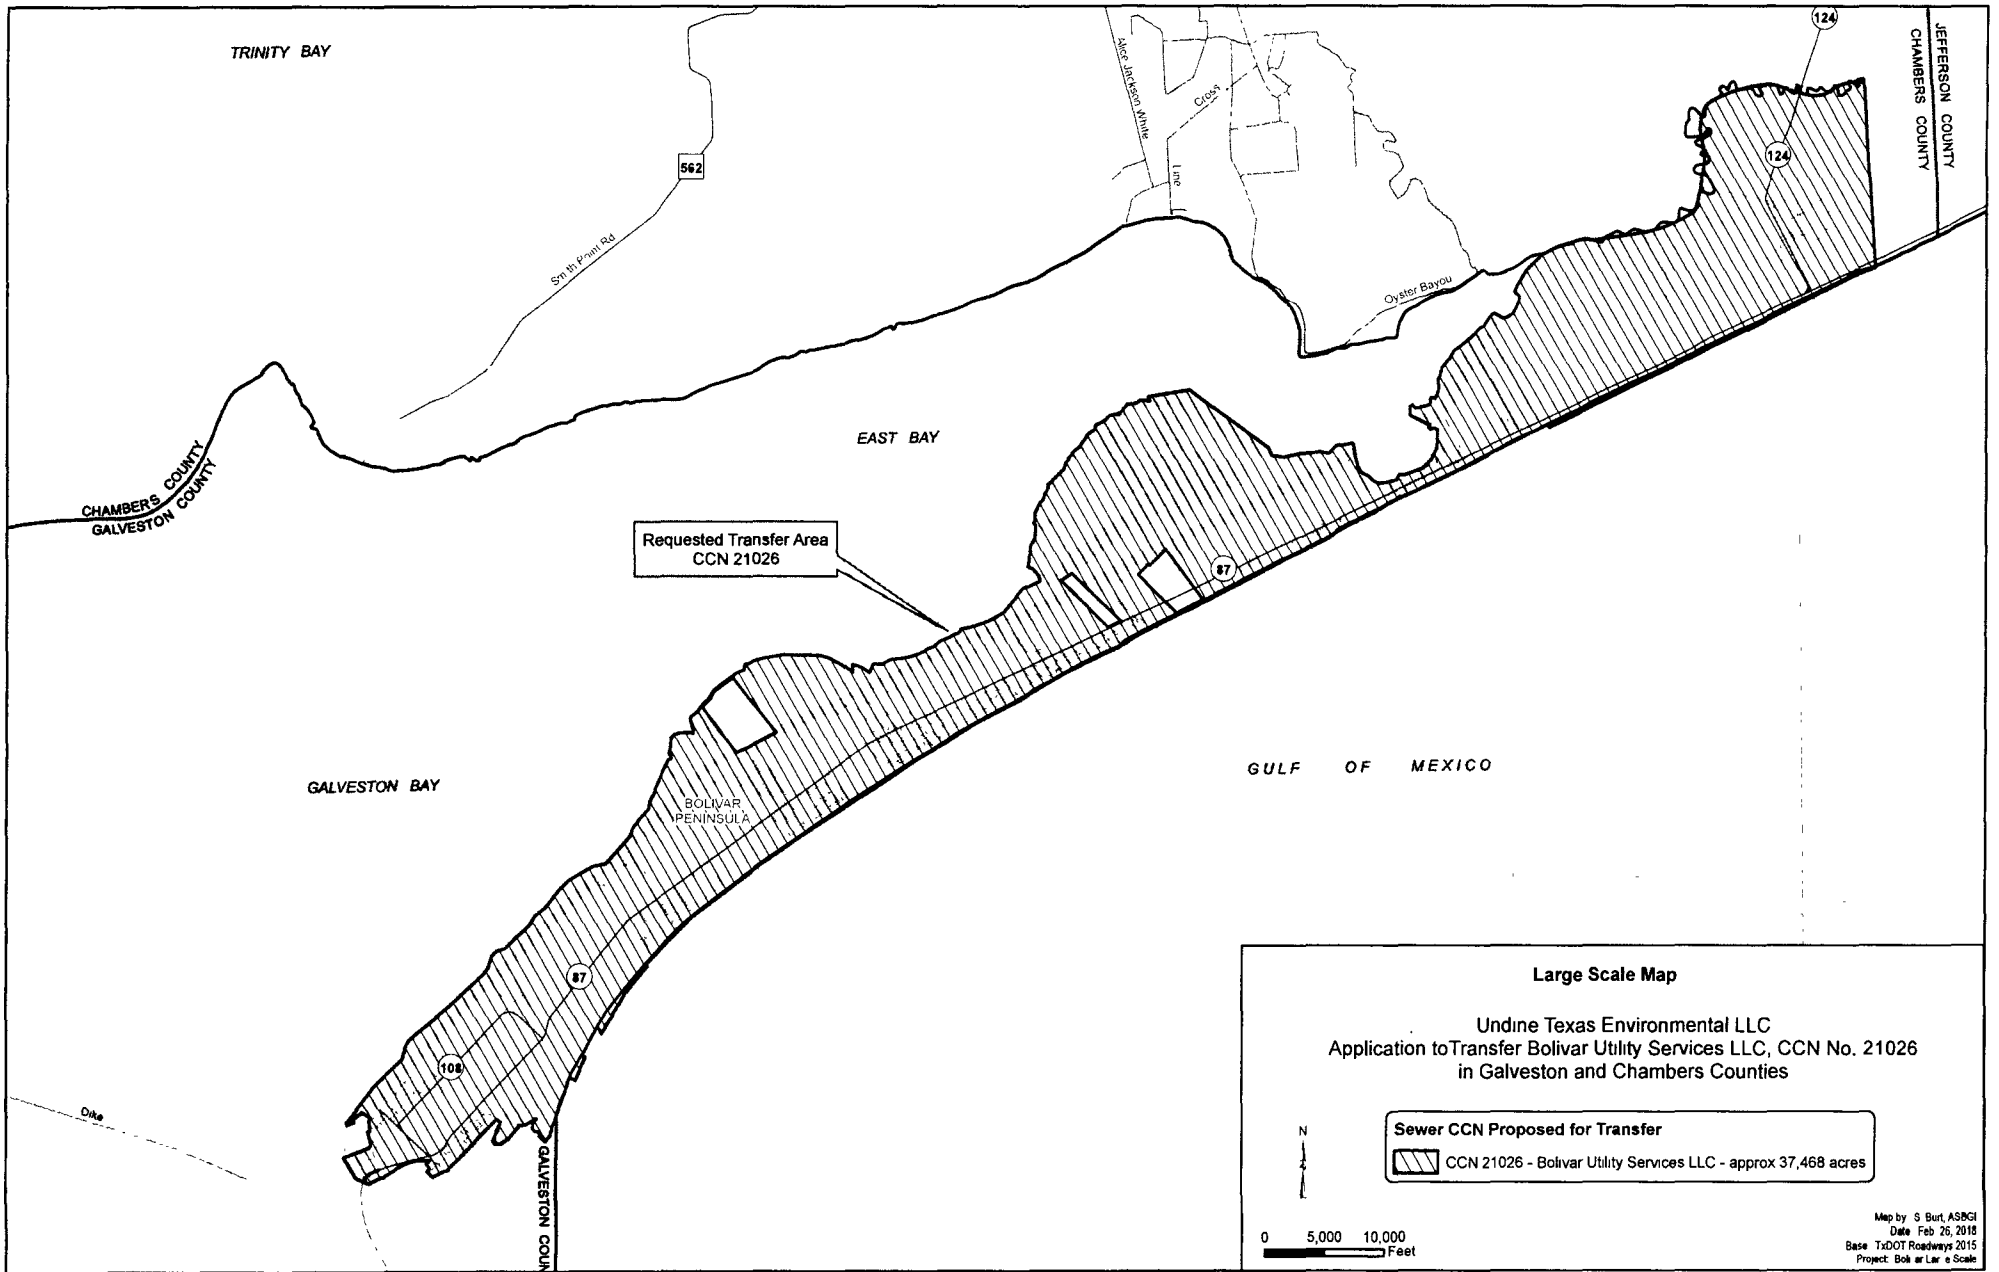 TRINITY BAY
124
JEFFERSON COUNTY
CHAMBERS COUNTY
Alice Jackson White
Cross
Line
562
124
Smith Point Rd
Oyster Bayou
EAST BAY
CHAMBERS COUNTY
GALVESTON COUNTY
Requested Transfer Area
CCN 21026
87
GALVESTON BAY
BOLIVAR
PENINSULA
GULF OF MEXICO
87
108
Dike
GALVESTON COUN
Large Scale Map
Undine Texas Environmental LLC
Application toTransfer Bolivar Utility Services LLC, CCN No. 21026
in Galveston and Chambers Counties
N
Sewer CCN Proposed for Transfer
CCN 21026 - Bolivar Utility Services LLC - approx 37,468 acres
0 5,000 10,000
Feet
Map by S Burt, ASBGI
Date Feb 26, 2018
Base TxDOT Roadways 2015
Project: Scale